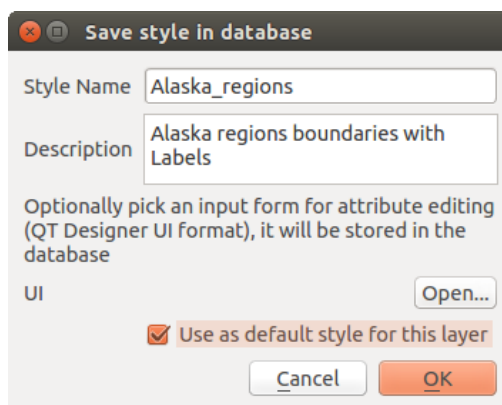 Save style in database
Style Name Alaska_regions
Description Alaska regions boundaries with
Labels
Optionally pick an input form for attribute editing
(QT Designer UI format), it will be stored in the
database
UI Open...
Use as default style for this layer
Cancel OK